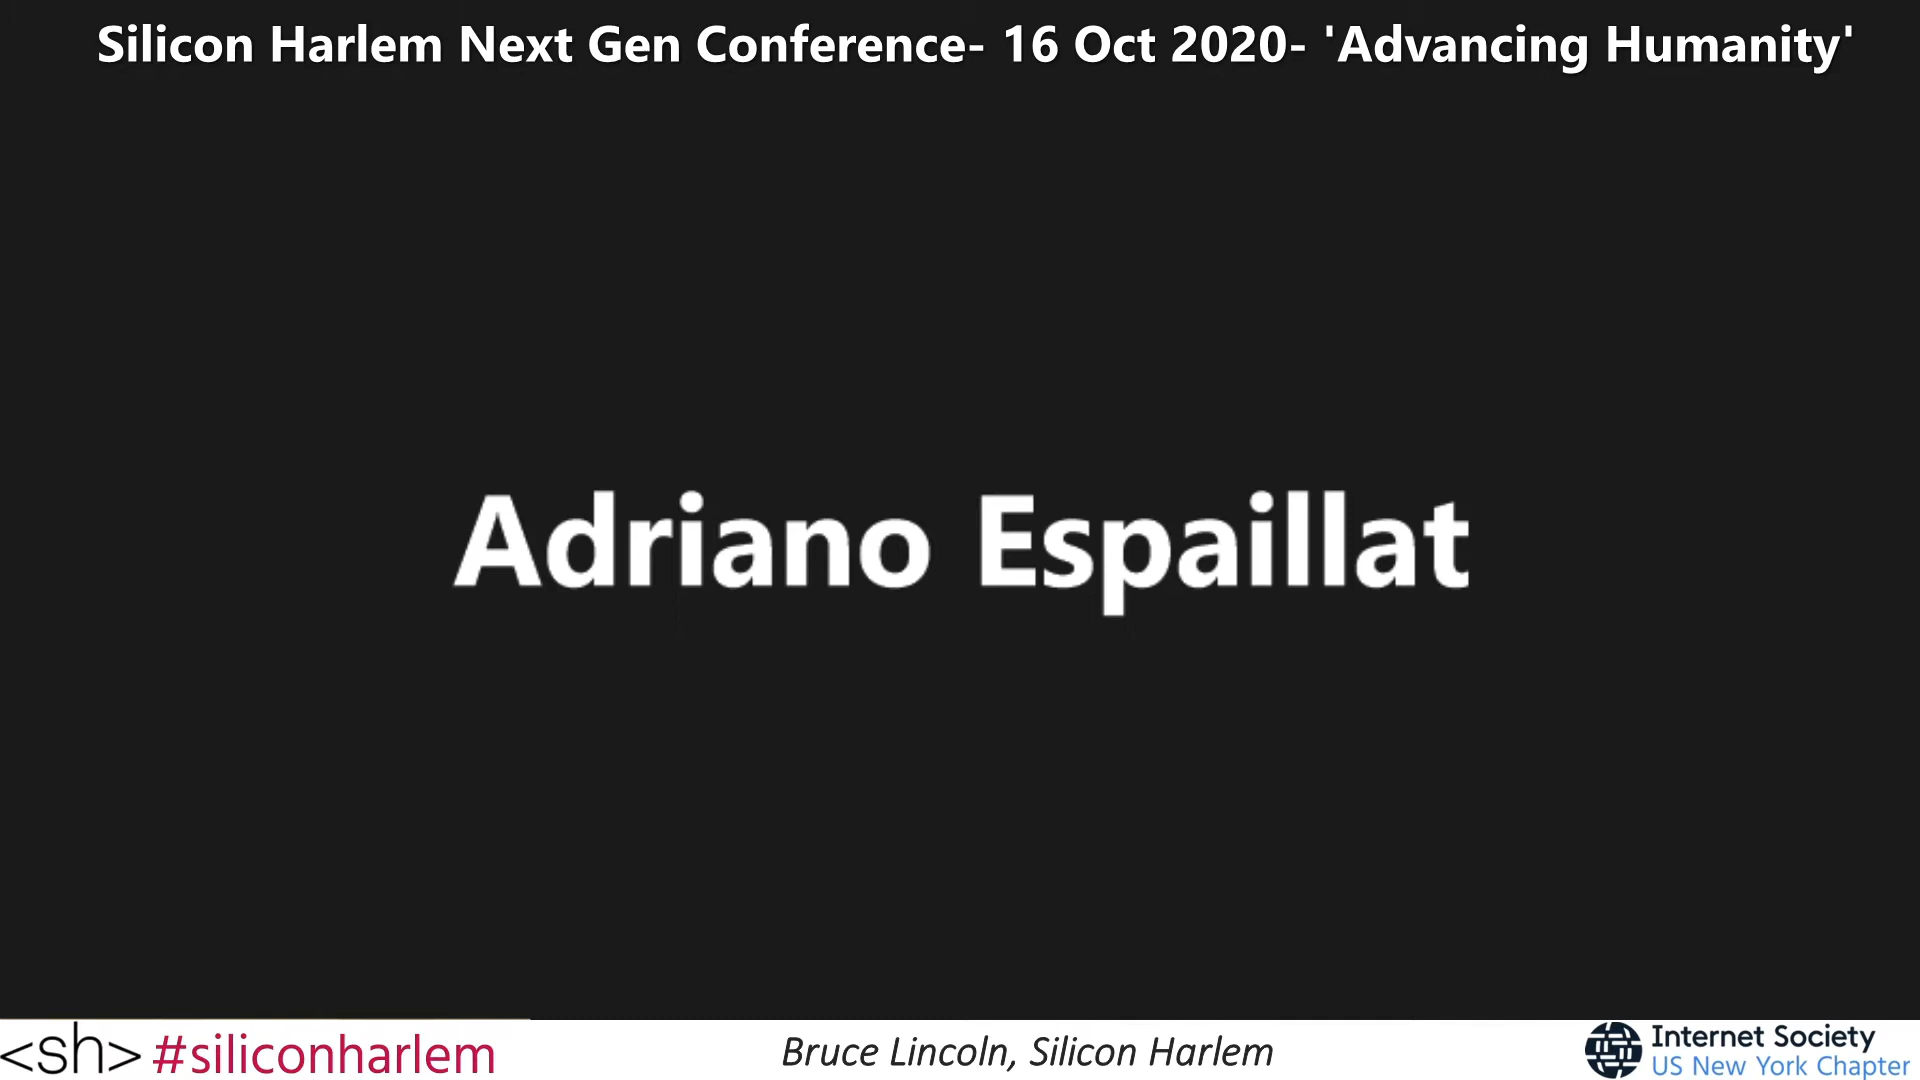 Silicon Harlem Next Gen Conference- 16 Oct 2020- 'Advancing Humanity'
Adriano Espaillat
<sh> #siliconharlem
Bruce Lincoln, Silicon Harlem
Internet Society
US New York Chapter